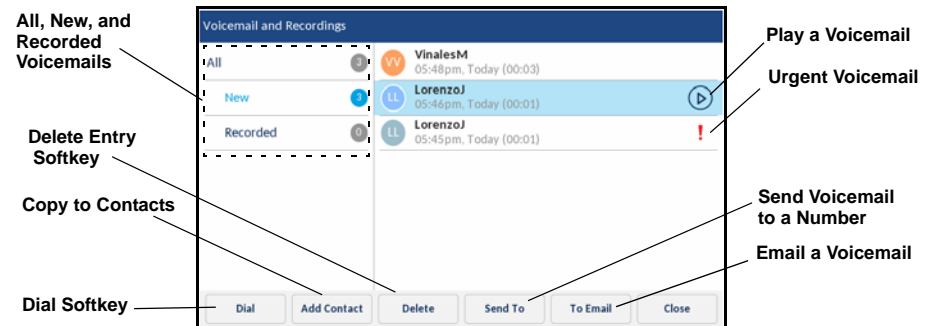 All, New, and
Recorded
Voicemails
Delete Entry
Softkey
Copy to Contacts
Dial Softkey
Voicemail and Recordings
All 3
New 3
Recorded 0
VV VinalesM
05:48pm, Today (00:03)
LL LorenzoJ
05:46pm, Today (00:01)
LL LorenzoJ
05:45pm, Today (00:01)
!
Dial Add Contact Delete Send To To Email Close
Play a Voicemail
Urgent Voicemail
Send Voicemail
to a Number
Email a Voicemail